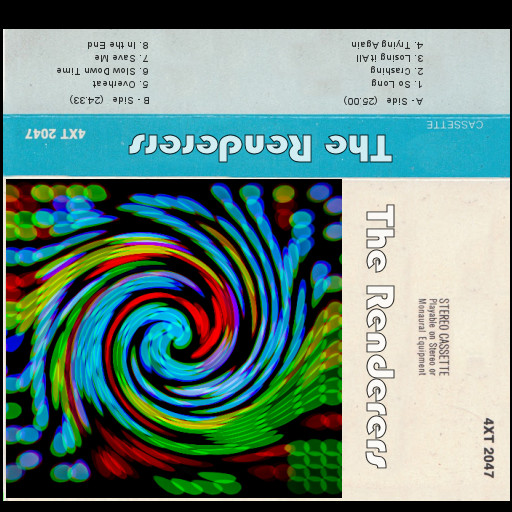 A- Side (25.00)
1. So Long
2. Crashing
3. Losing it All
4. Trying Again
B - Side (24.33)
5. Overheat
6. Slow Down Time
7. Save Me
8. In the End
CASSETTE
The Renderers
4XT 2047
The Renderers
STEREO CASSETTE
Playable on Stereo or
Monaural Equipment
4XT 2047